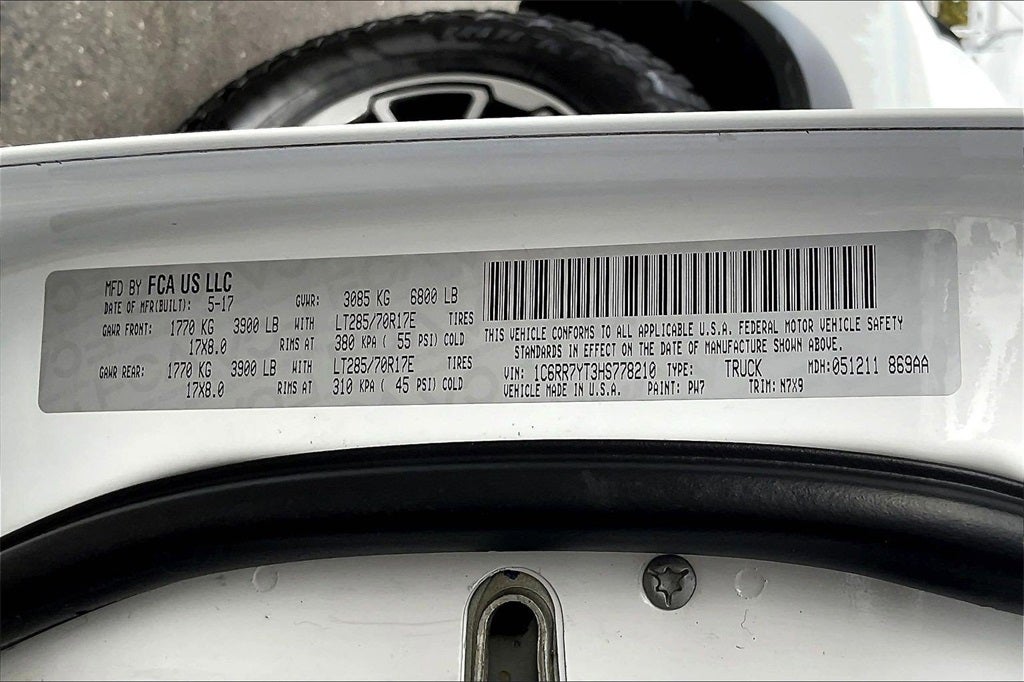 MFD BY FCA US LLC
DATE OF MFR(BUILT): 5-17 GVWR: 3085 KG 6800 LB
GAWR FRONT: 1770 KG 3900 LB WITH LT285/70R17E TIRES
17X8.0 RIMS AT 380 KPA ( 55 PSI) COLD
GAWR REAR: 1770 KG 3900 LB WITH LT285/70R17E TIRES
17X8.0 RIMS AT 310 KPA ( 45 PSI) COLD
THIS VEHICLE CONFORMS TO ALL APPLICABLE U.S.A. FEDERAL MOTOR VEHICLE SAFETY
STANDARDS IN EFFECT ON THE DATE OF MANUFACTURE SHOWN ABOVE.
VIN: 1C6RR7YT3HS778210 TYPE: TRUCK MDH:051211 869AA
VEHICLE MADE IN U.S.A. PAINT: PW7 TRIM: N7X9